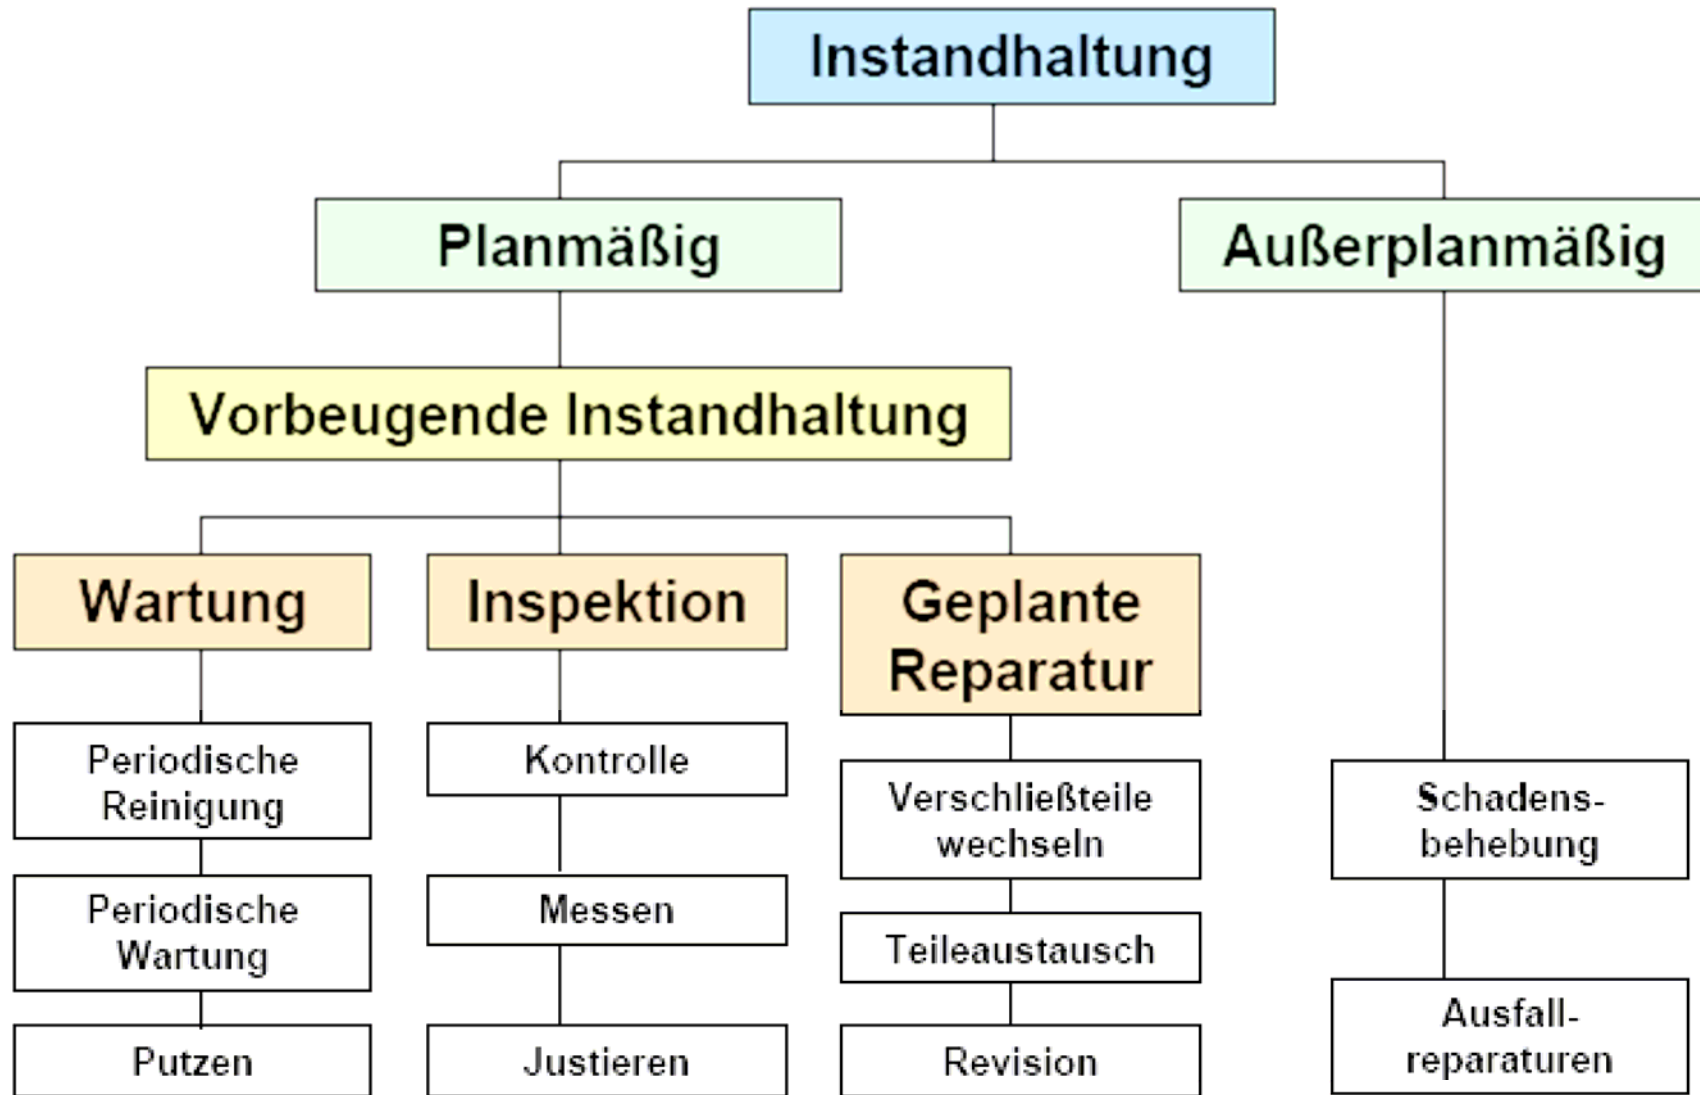 Instandhaltung
Planmäßig
Außerplanmäßig
Vorbeugende Instandhaltung
Wartung
Inspektion
Geplante
Reparatur
Periodische
Reinigung
Periodische
Wartung
Putzen
Kontrolle
Messen
Justieren
Verschließteile
wechseln
Teileaustausch
Revision
Schadens-
behebung
Ausfall-
reparaturen